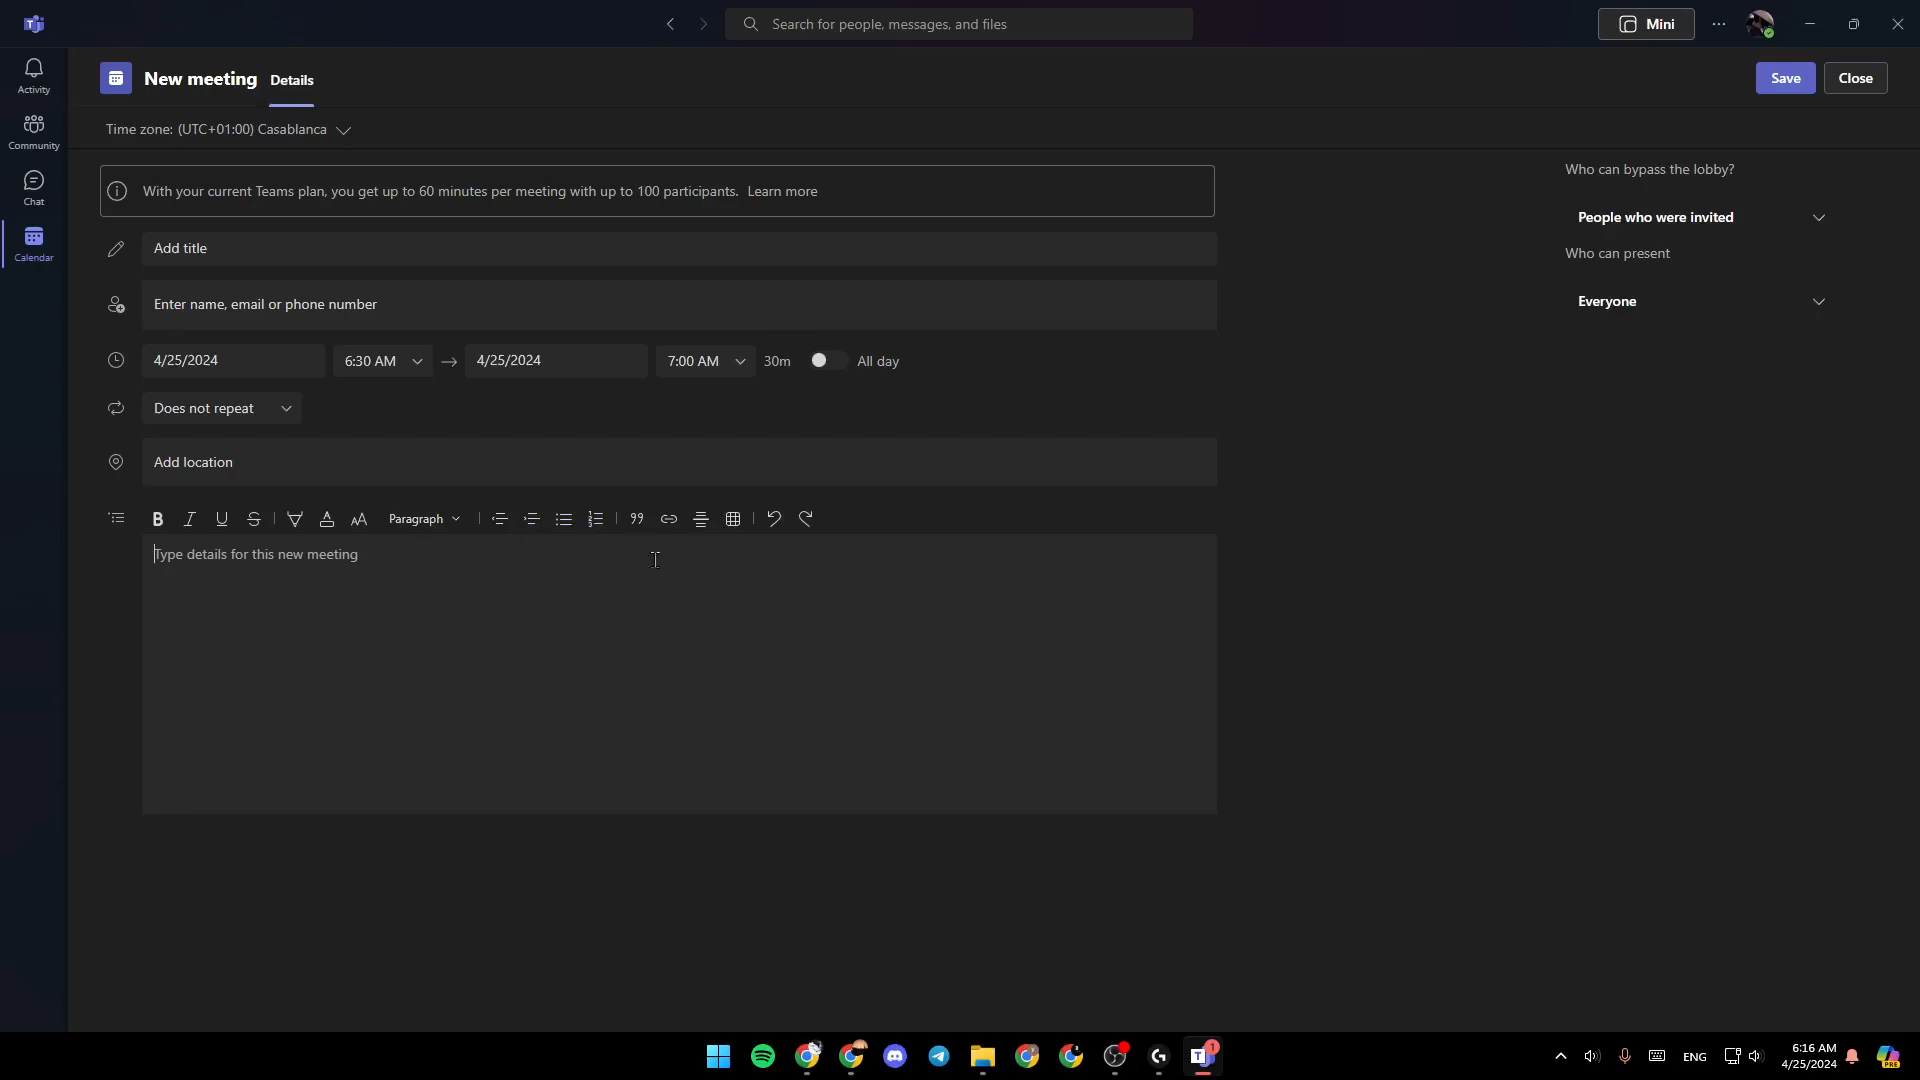 Search for people, messages, and files
Mini
Activity
Community
Chat
Calendar
New meeting
Details
Save
Close
Time zone: (UTC+01:00) Casablanca
With your current Teams plan, you get up to 60 minutes per meeting with up to 100 participants. Learn more
Who can bypass the lobby?
People who were invited
Who can present
Everyone
Add title
Enter name, email or phone number
4/25/2024
6:30 AM
4/25/2024
7:00 AM
30m
All day
Does not repeat
Add location
Paragraph
Type details for this new meeting
ENG
6:16 AM
4/25/2024
1
PRE